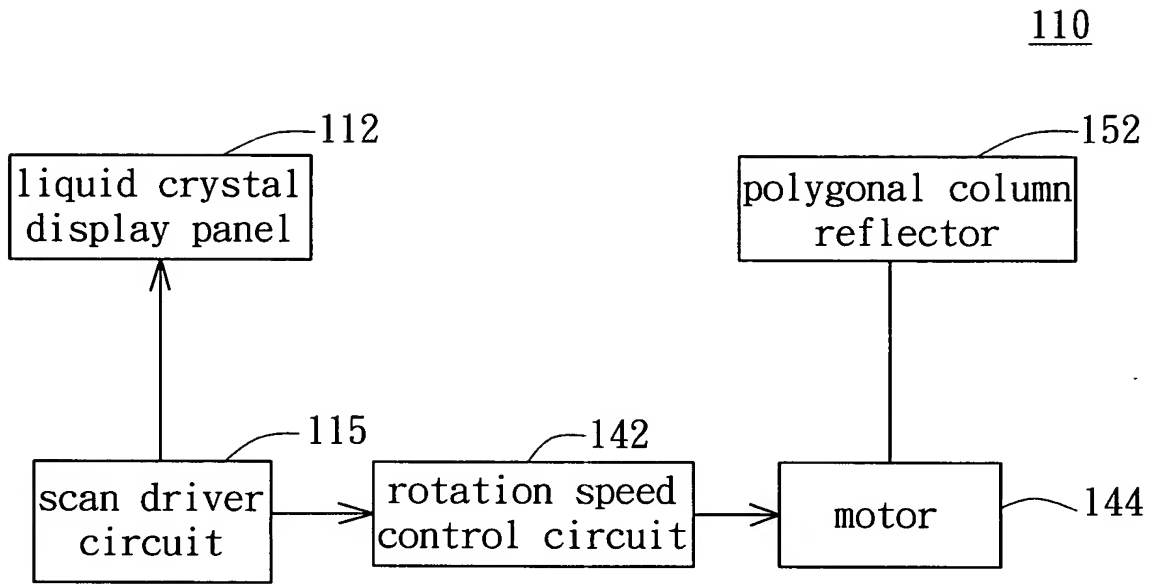 110
112
152
liquid crystal
display panel
polygonal column
reflector
115
142
scan driver
circuit
rotation speed
control circuit
motor
144